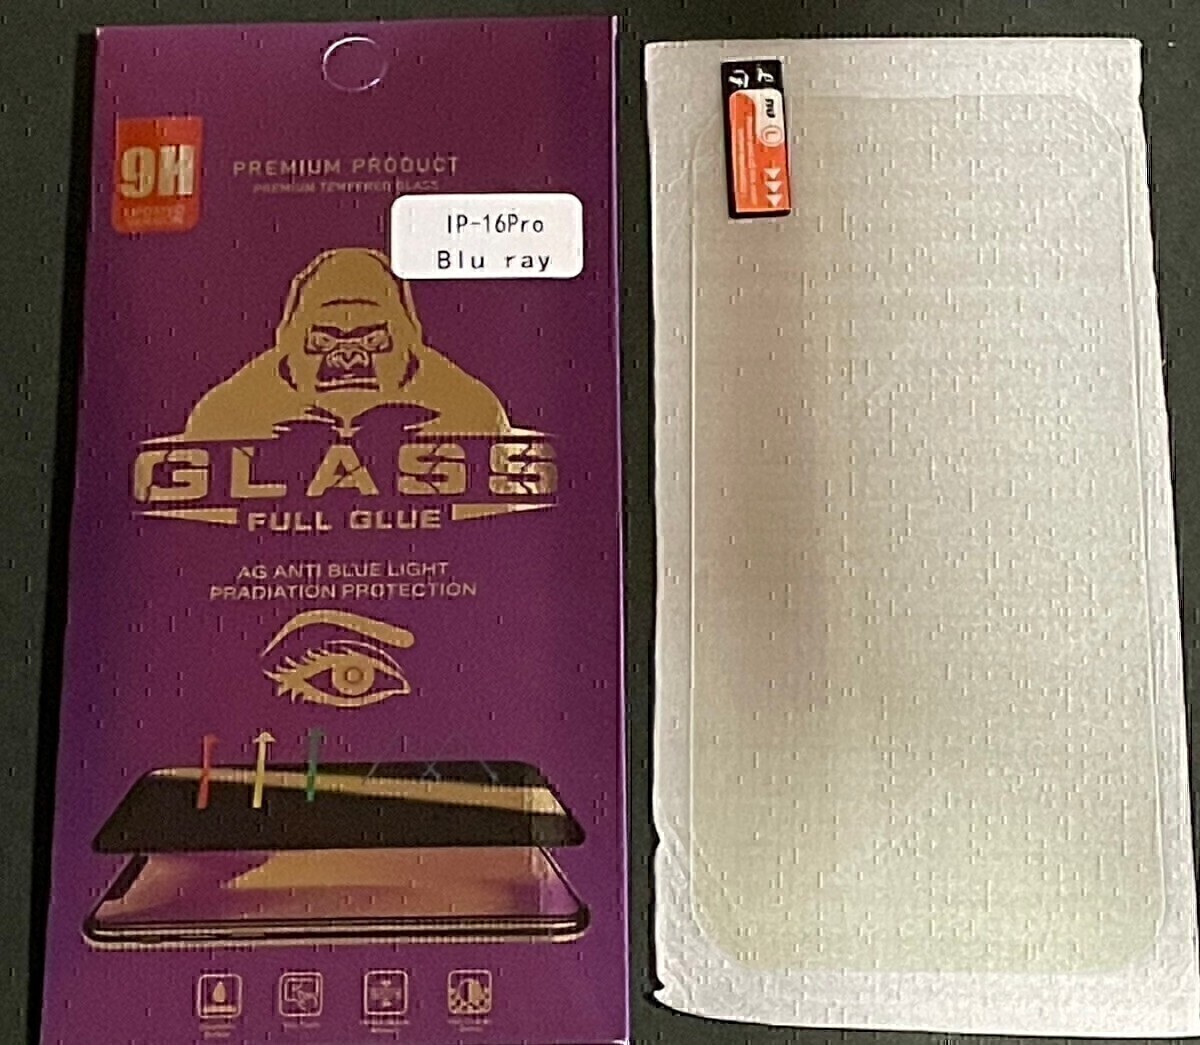 9H
PREMIUM PRODUCT
PREMIUM TEMPERED GLASS
IP-16Pro
Blu ray
GLASS
FULL GLUE
AG ANTI BLUE LIGHT
PRADIATION PROTECTION